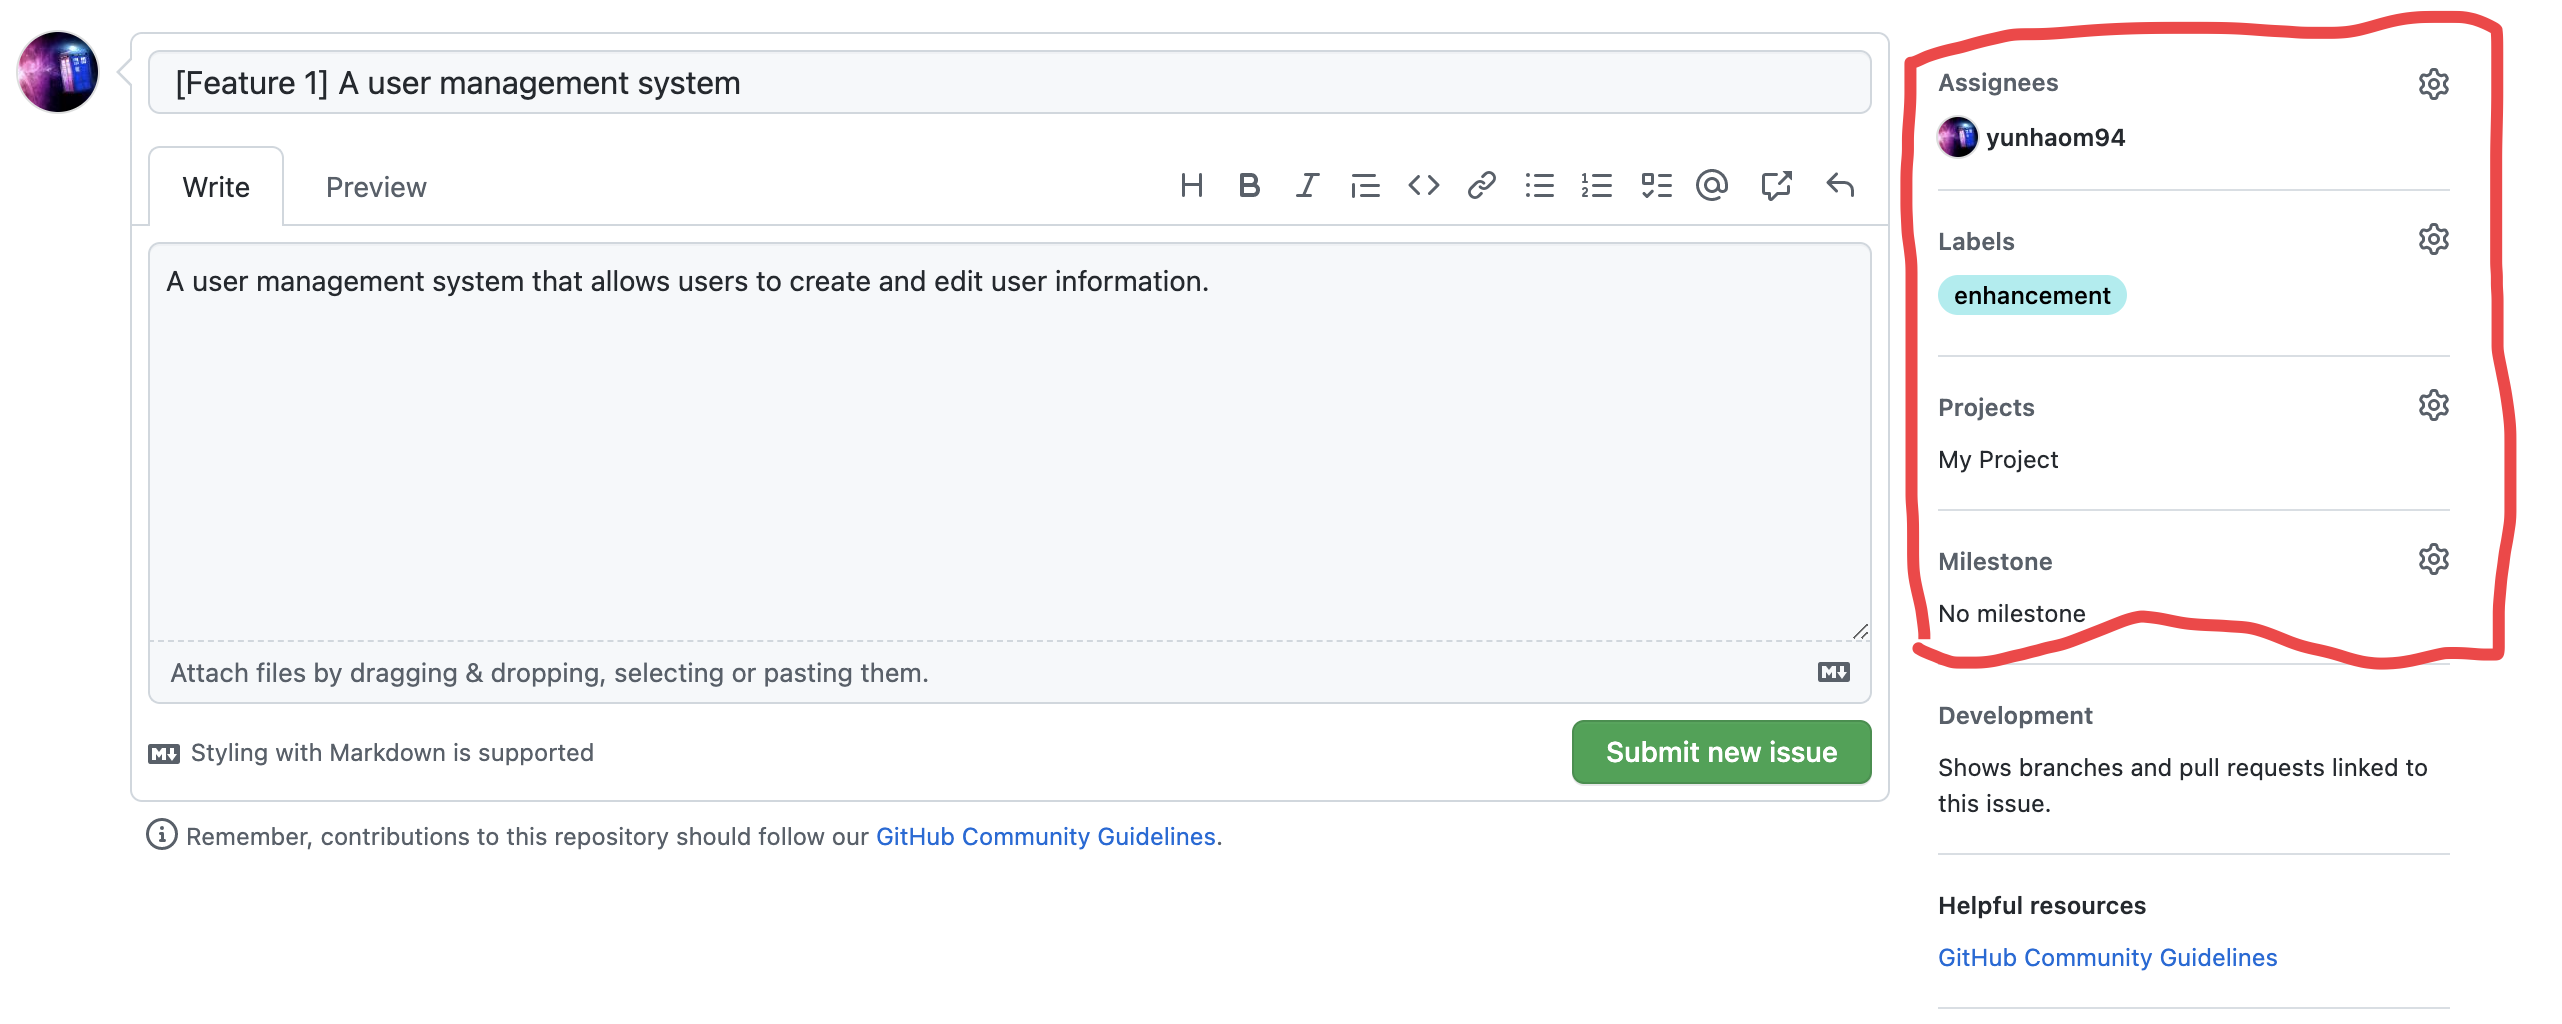 [Feature 1] A user management system
Write
Preview
A user management system that allows users to create and edit user information.
Attach files by dragging & dropping, selecting or pasting them.
Styling with Markdown is supported
Submit new issue
Remember, contributions to this repository should follow our GitHub Community Guidelines.
Assignees
yunhaom94
Labels
enhancement
Projects
My Project
Milestone
No milestone
Development
Shows branches and pull requests linked to
this issue.
Helpful resources
GitHub Community Guidelines